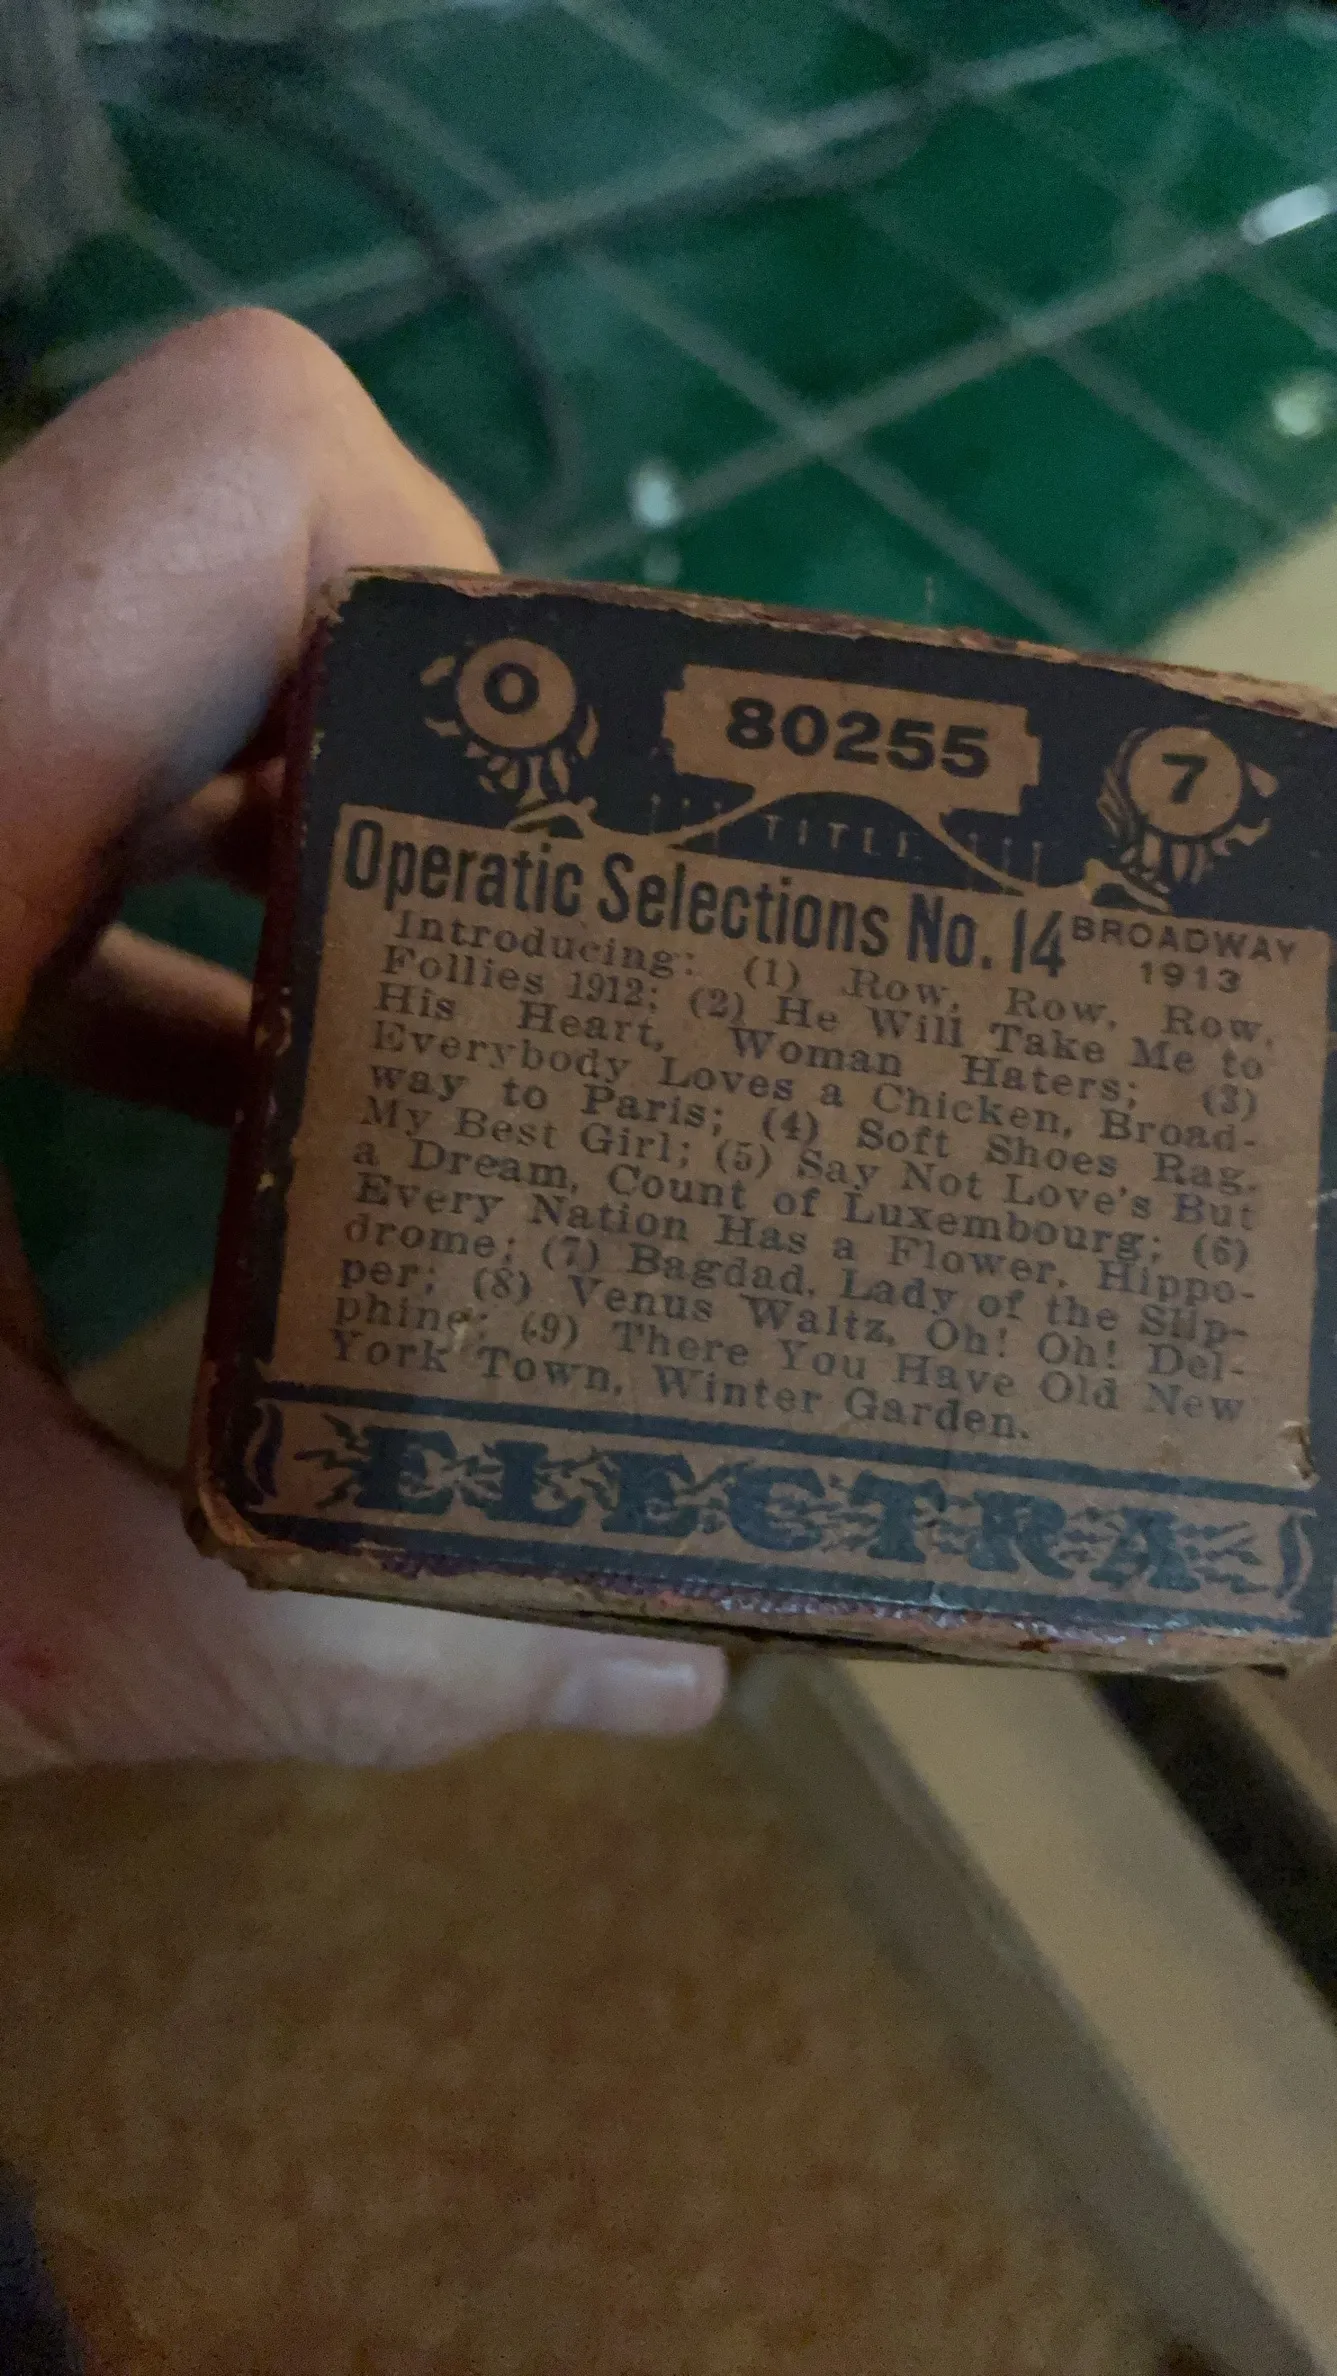 0 80255 7
TITLE
Operatic Selections No. 14 BROADWAY 1913
Introducing: (1) Row, Row, Row,
Follies 1912; (2) He Will Take Me to
His Heart, Woman Haters; (3)
Everybody Loves a Chicken, Broad-
way to Paris; (4) Soft Shoes Rag,
My Best Girl; (5) Say Not Love's But
a Dream, Count of Luxembourg; (6)
Every Nation Has a Flower, Hippo-
drome; (7) Bagdad, Lady of the Slip-
per; (8) Venus Waltz, Oh! Oh! Del-
phine; (9) There You Have Old New
York Town, Winter Garden.
ELECTRA